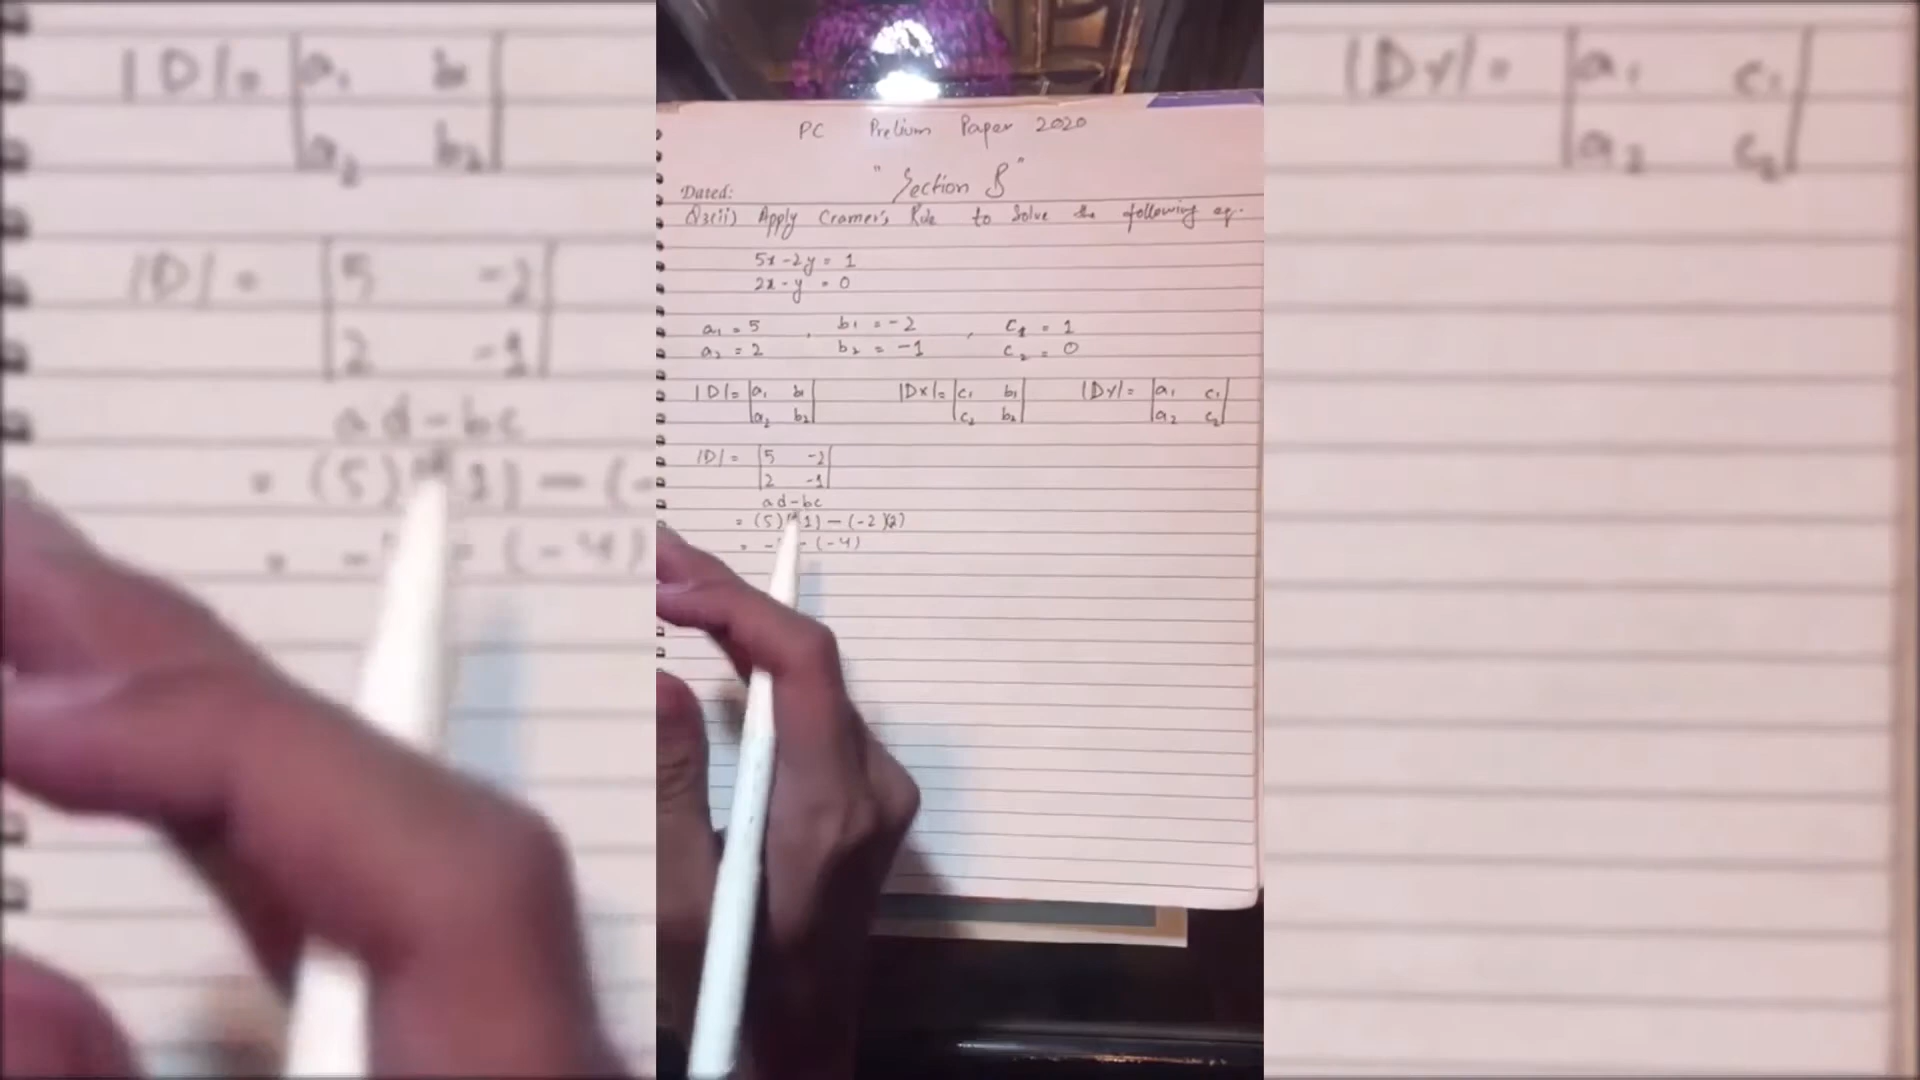 PC Prelium Paper 2020
"Section B"
Dated:
Q3(ii) Apply Cramer's Rule to Solve the following eq.
5x - 2y = 1
2x - y = 0
a₁ = 5 , b₁ = -2 , c₁ = 1
a₂ = 2 b₂ = -1 c₂ = 0
|D| = |a₁ b₁| |Dx| = |c₁ b₁| |Dy| = |a₁ c₁|
|a₂ b₂| |c₂ b₂| |a₂ c₂|
|D| = |5 -2|
|2 -1|
ad - bc
= (5) 1) - (-2)(2)
= - - (-4)